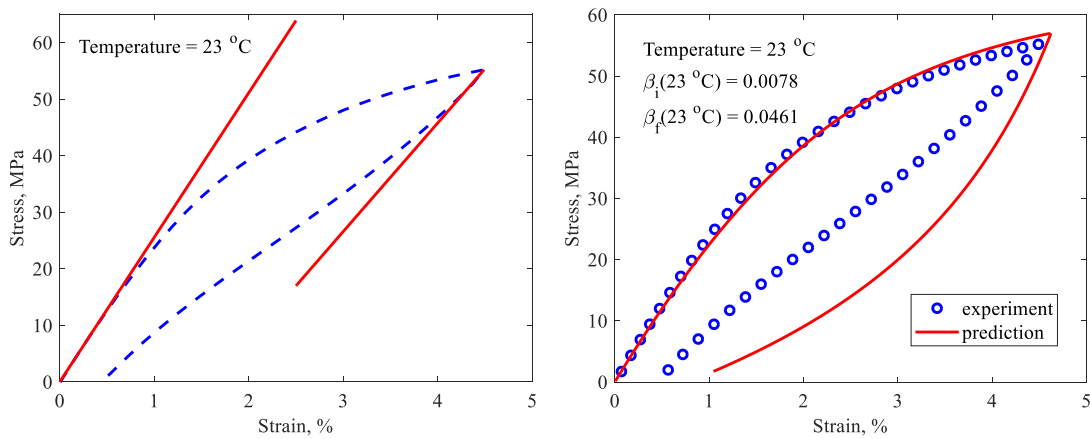 60
50
40
30
20
10
0
0 1 2 3 4 5
Stress, MPa
Strain, %
Temperature = 23 °C
60
50
40
30
20
10
0
0 1 2 3 4 5
Stress, MPa
Strain, %
Temperature = 23 °C
βi(23 °C) = 0.0078
βf(23 °C) = 0.0461
experiment
prediction